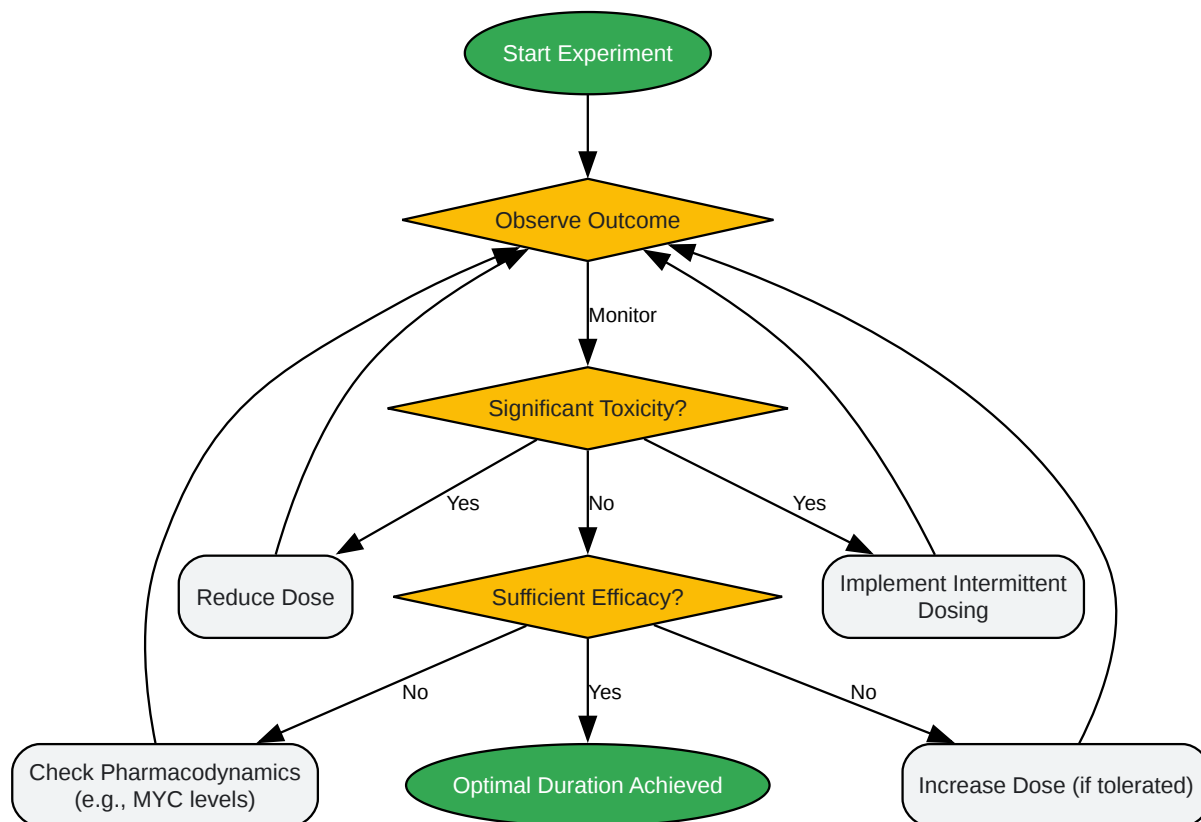 Start Experiment
Observe Outcome
Monitor
Significant Toxicity?
Yes
No
Yes
Reduce Dose
Sufficient Efficacy?
Implement Intermittent
Dosing
No
Yes
No
Check Pharmacodynamics
(e.g., MYC levels)
Optimal Duration Achieved
Increase Dose (if tolerated)